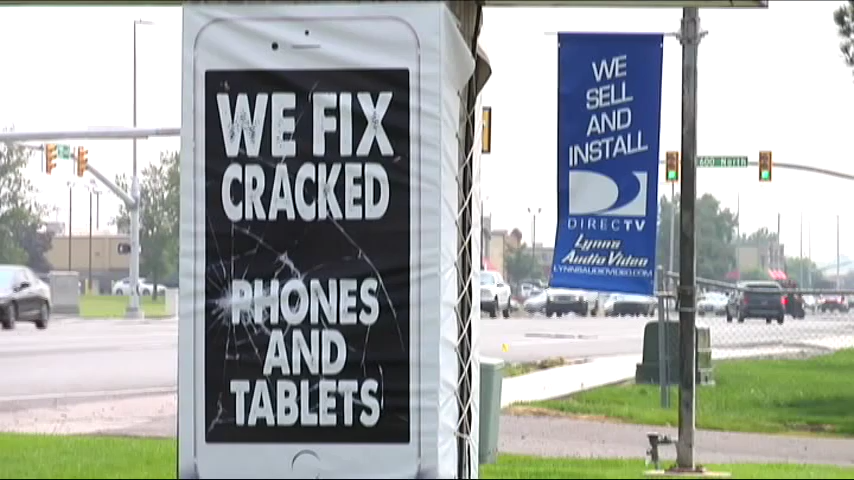 WE FIX
CRACKED
PHONES
AND
TABLETS
WE
SELL
AND
INSTALL
DIRECTV
Lynns
Audio Video
LYNNSAUDIOVIDEO.COM
600 North